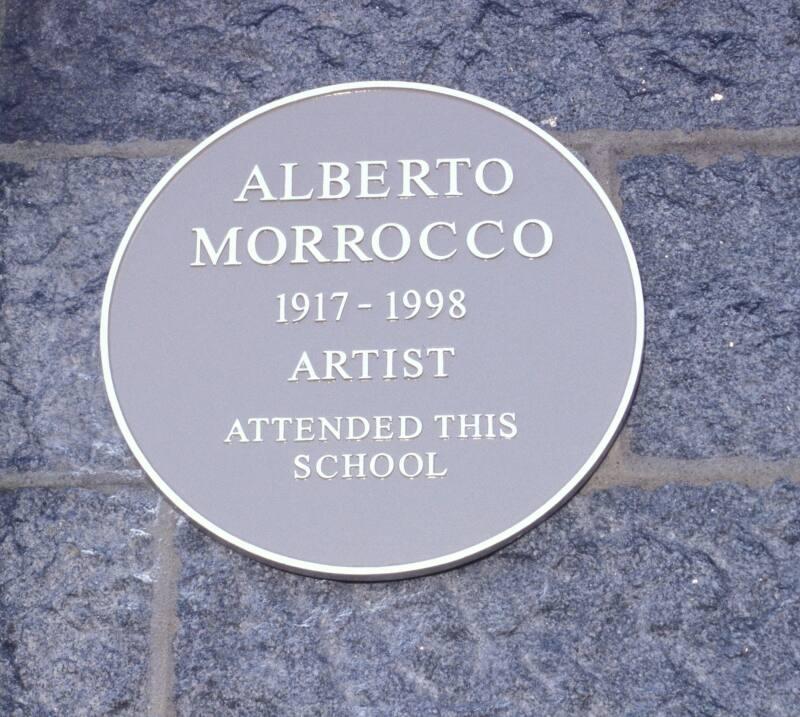 ALBERTO
MORROCCO
1917 - 1998
ARTIST
ATTENDED THIS
SCHOOL